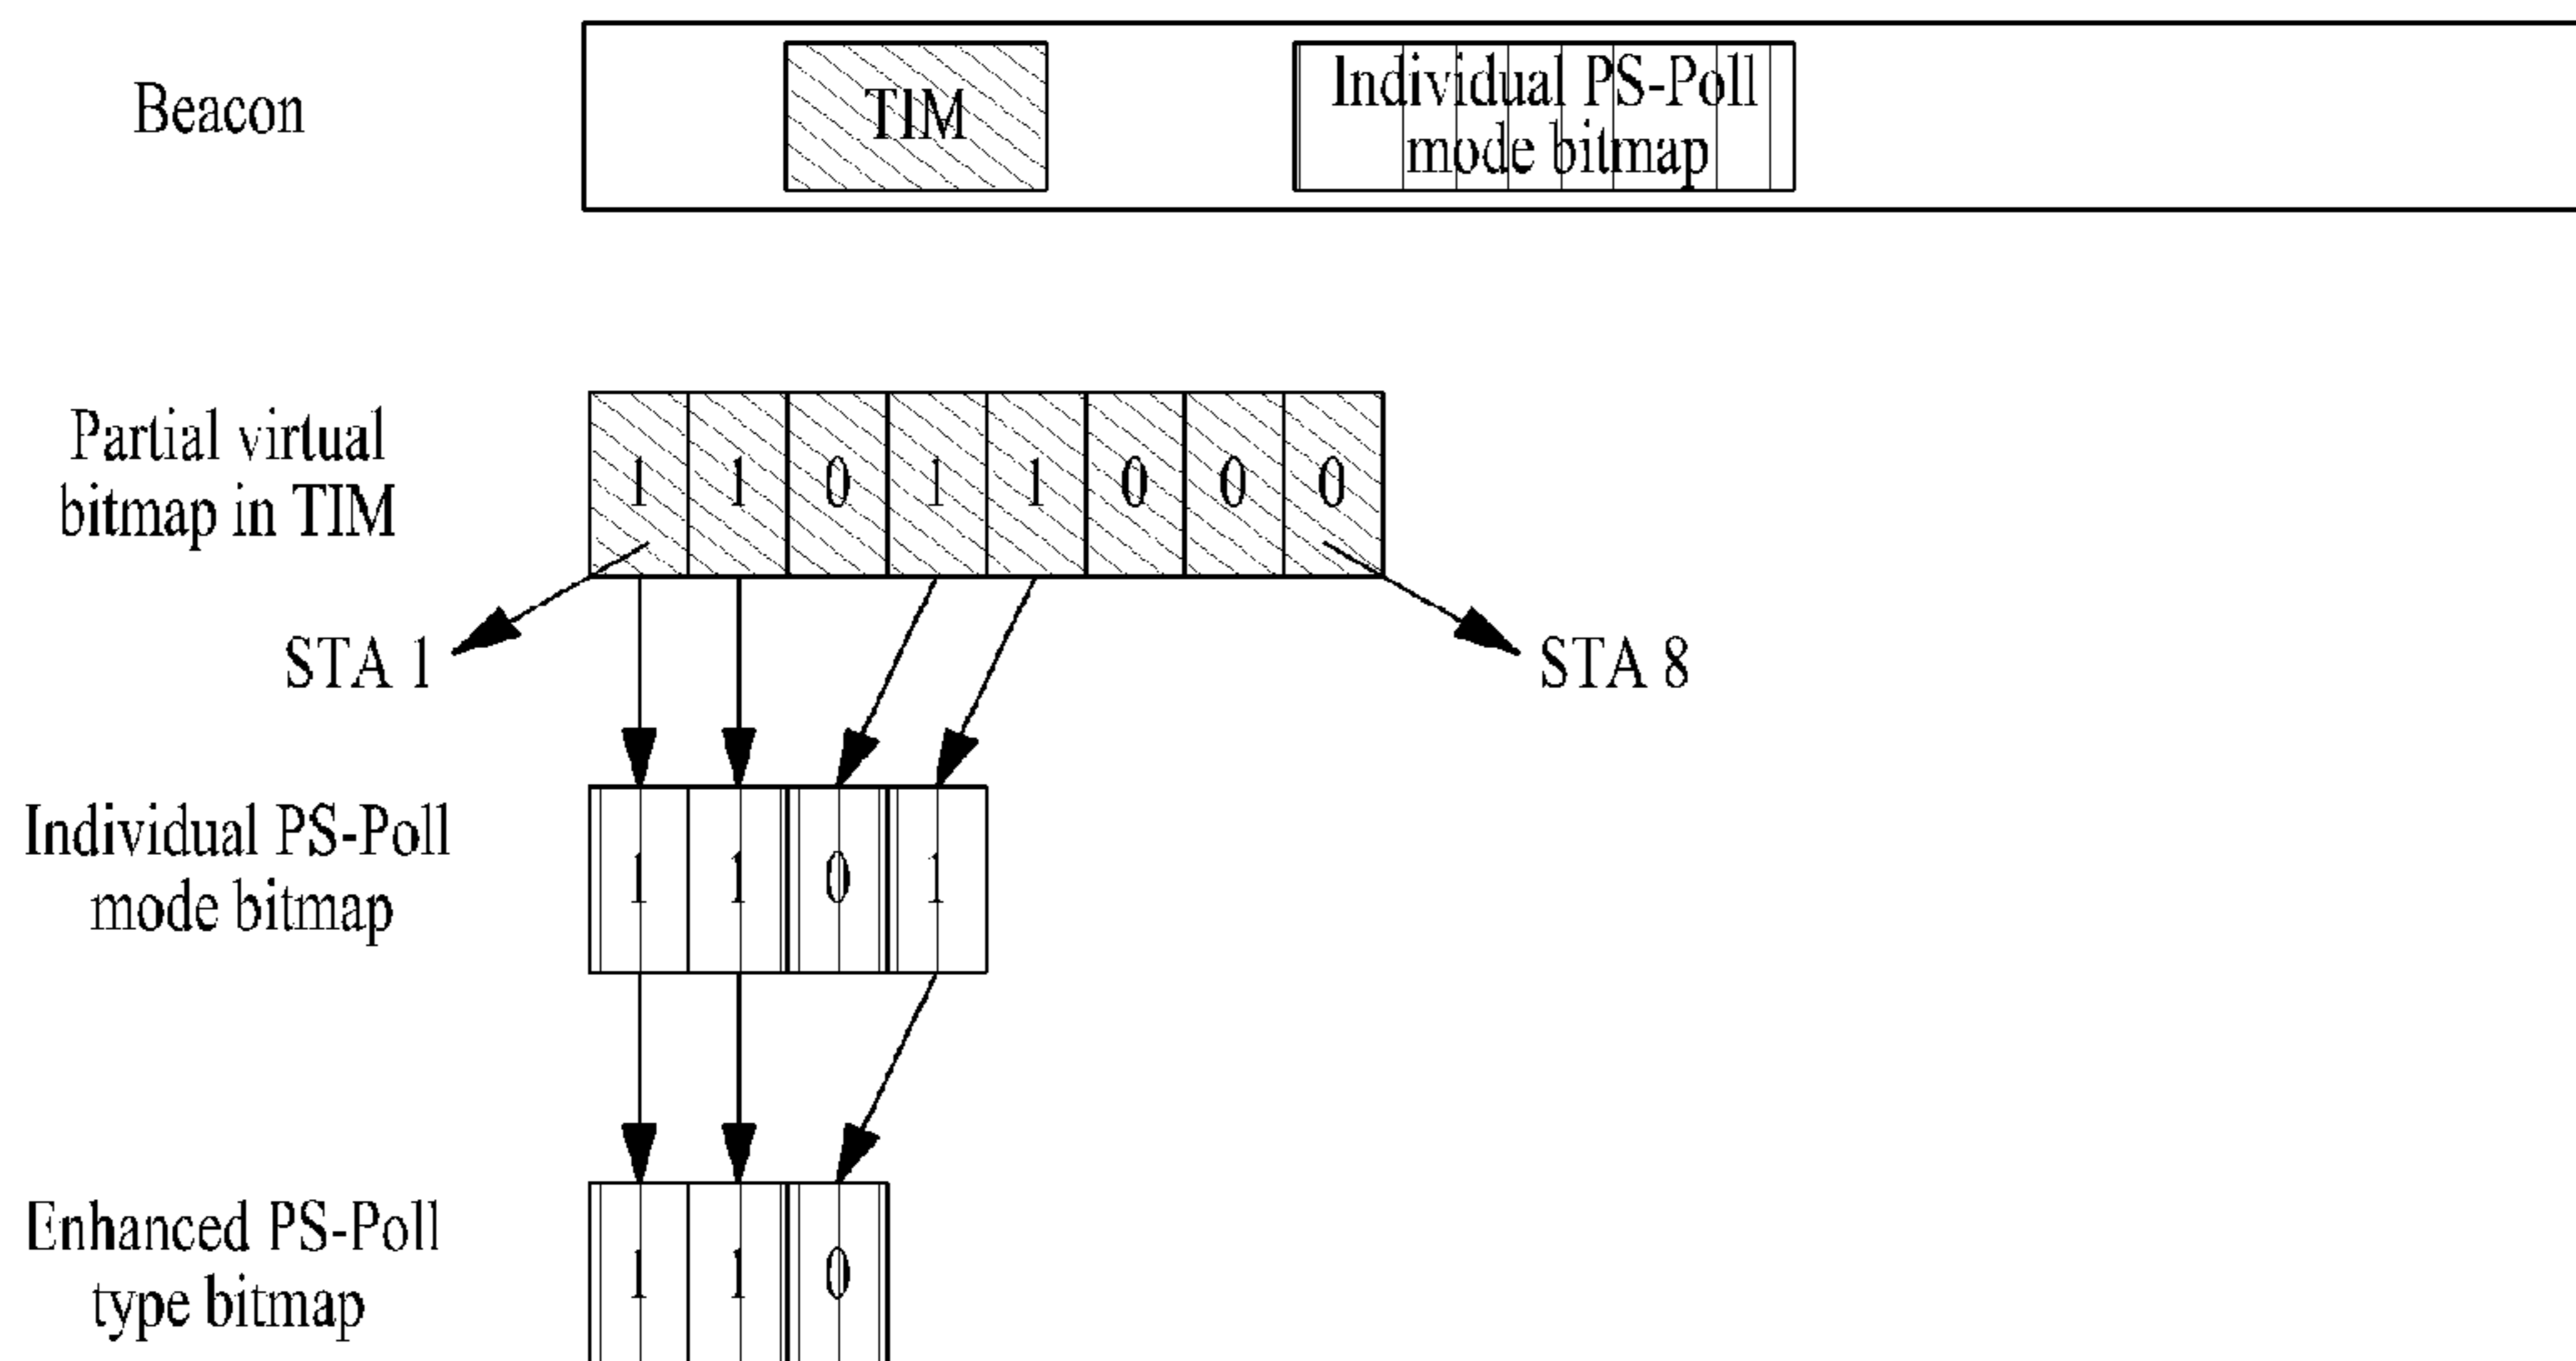 Beacon
TIM
Individual PS-Poll
mode bitmap
Partial virtual
bitmap in TIM
1 1 0 1 1 0 0 0
STA 1
STA 8
Individual PS-Poll
mode bitmap
1 1 0 1
Enhanced PS-Poll
type bitmap
1 1 0